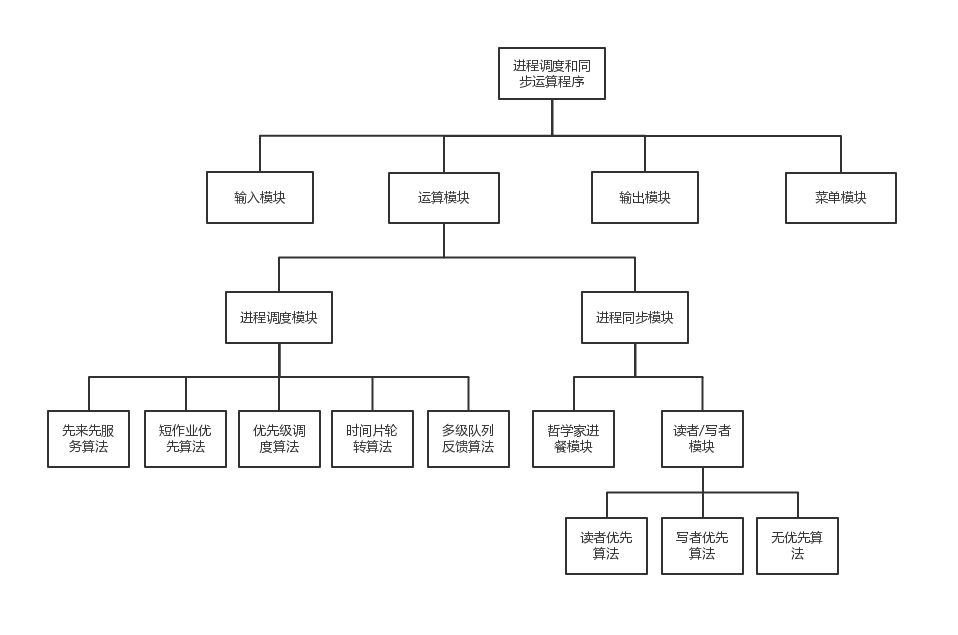 进程调度和同
步运算程序
输入模块
运算模块
输出模块
菜单模块
进程调度模块
进程同步模块
先来先服
务算法
短作业优
先算法
优先级调
度算法
时间片轮
转算法
多级队列
反馈算法
哲学家进
餐模块
读者/写者
模块
读者优先
算法
写者优先
算法
无优先算
法